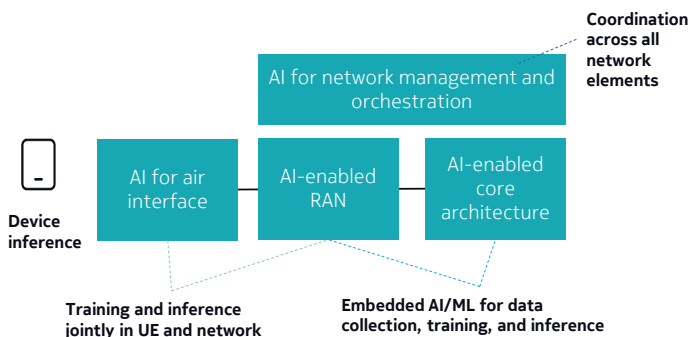 Coordination
across all
network
elements
AI for network management and
orchestration
AI for air
interface
AI-enabled
RAN
AI-enabled
core
architecture
Device
inference
Training and inference
jointly in UE and network
Embedded AI/ML for data
collection, training, and inference